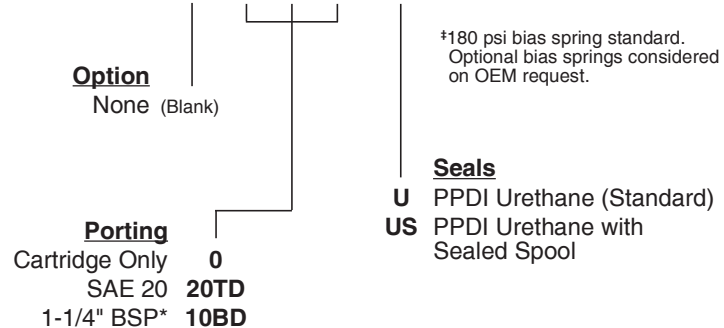 ‡180 psi bias spring standard.
Optional bias springs considered
on OEM request.
Option
None (Blank)
Seals
U PPDI Urethane (Standard)
US PPDI Urethane with
Sealed Spool
Porting
Cartridge Only 0
SAE 20 20TD
1-1/4" BSP* 10BD